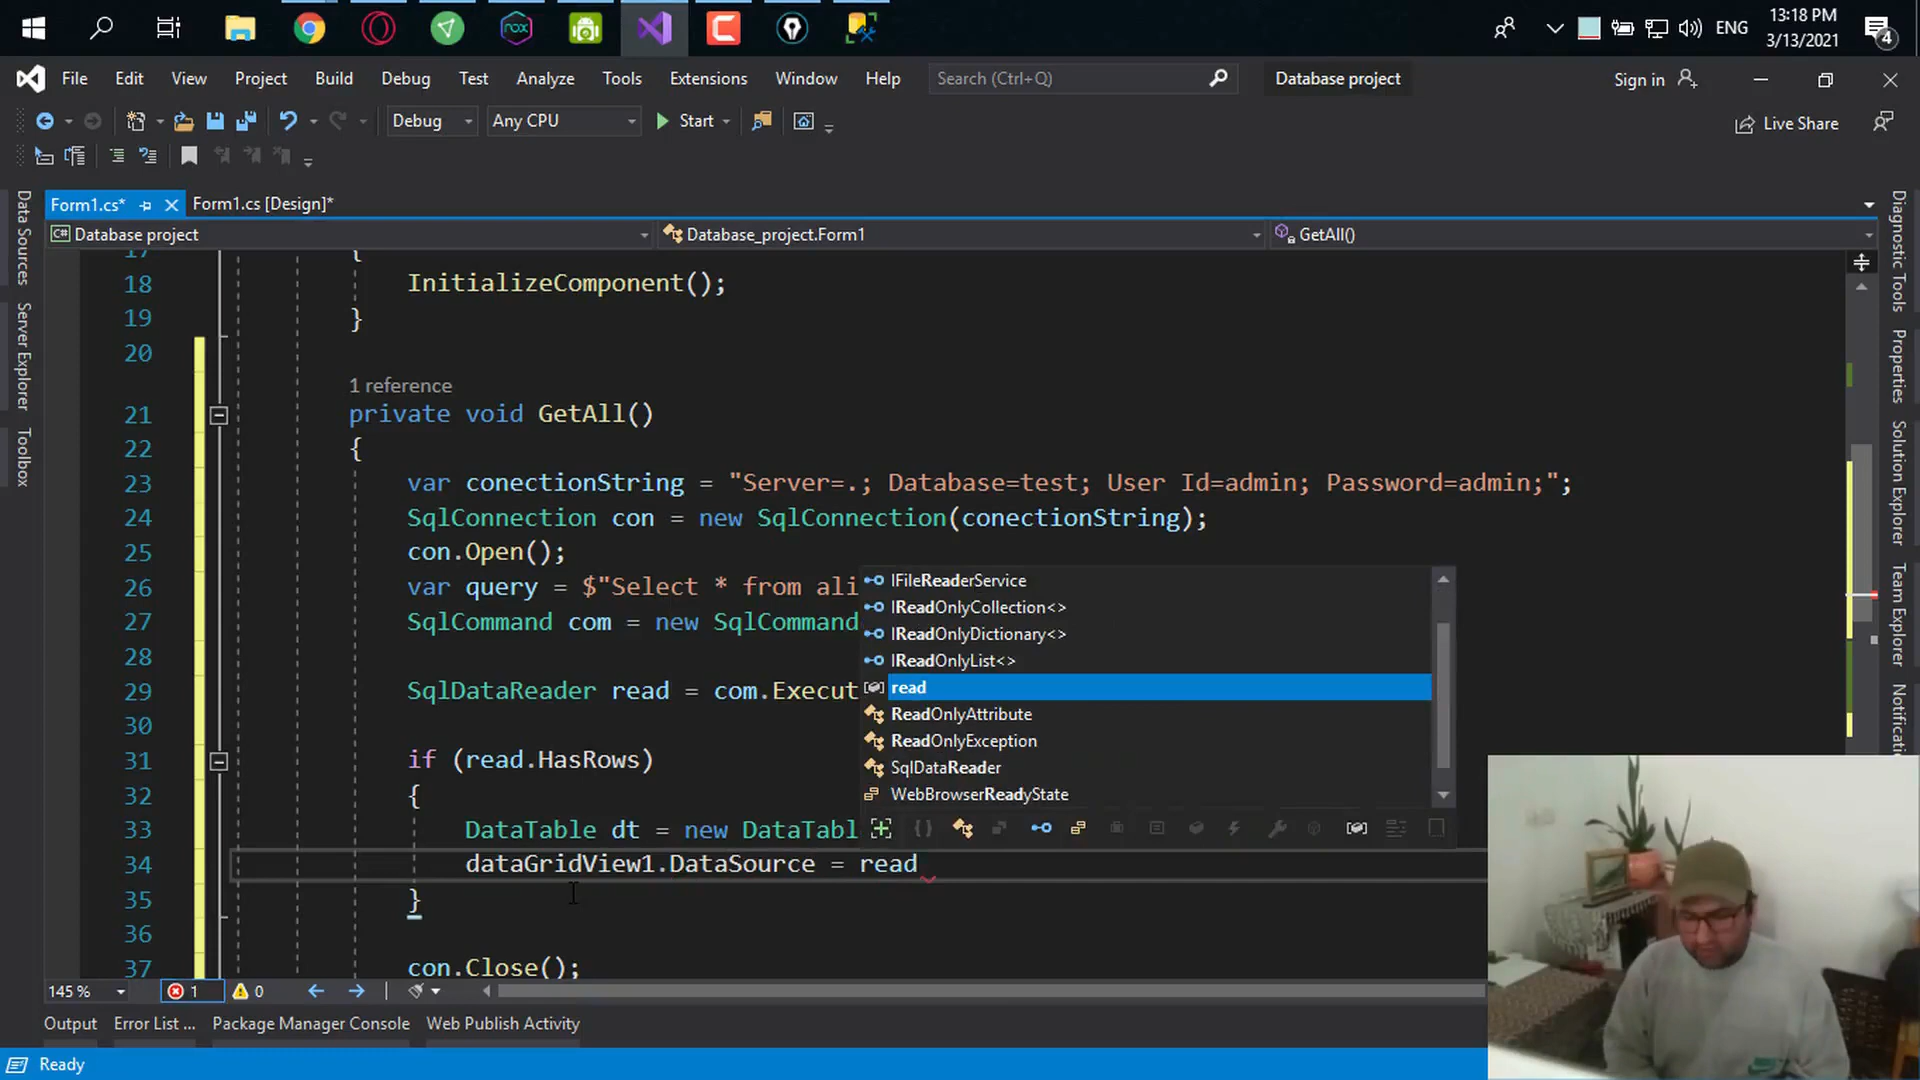 ENG
13:18 PM
3/13/2021
4
nox
File Edit View Project Build Debug Test Analyze Tools Extensions Window Help
Search (Ctrl+Q)
Database project
Sign in
Debug
Any CPU
Start
Live Share
Form1.cs*
Form1.cs [Design]*
C# Database project
Database_project.Form1
GetAll()
Data Sources
Server Explorer
Toolbox
Diagnostic Tools
Properties
Solution Explorer
Team Explorer
17 {
18 InitializeComponent();
19 }
20
1 reference
21 private void GetAll()
22 {
23 var conectionString = "Server=.; Database=test; User Id=admin; Password=admin;";
24 SqlConnection con = new SqlConnection(conectionString);
25 con.Open();
26 var query = $"Select * from ali
27 SqlCommand com = new SqlCommand
28
29 SqlDataReader read = com.Execut
30
31 if (read.HasRows)
32 {
33 DataTable dt = new DataTabl
34 dataGridView1.DataSource = read
35 }
36
37 con.Close();
IFileReaderService
IReadOnlyCollection<>
IReadOnlyDictionary<>
IReadOnlyList<>
read
ReadOnlyAttribute
ReadOnlyException
SqlDataReader
WebBrowserReadyState
145 %
1
0
Output
Error List ...
Package Manager Console
Web Publish Activity
Ready